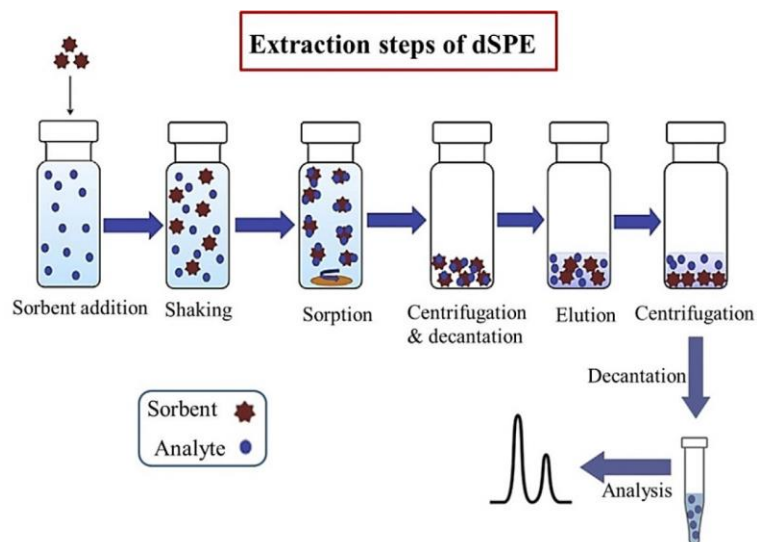 Extraction steps of dSPE
Sorbent addition
Shaking
Sorption
Centrifugation
& decantation
Elution
Centrifugation
Decantation
Sorbent
Analyte
Analysis